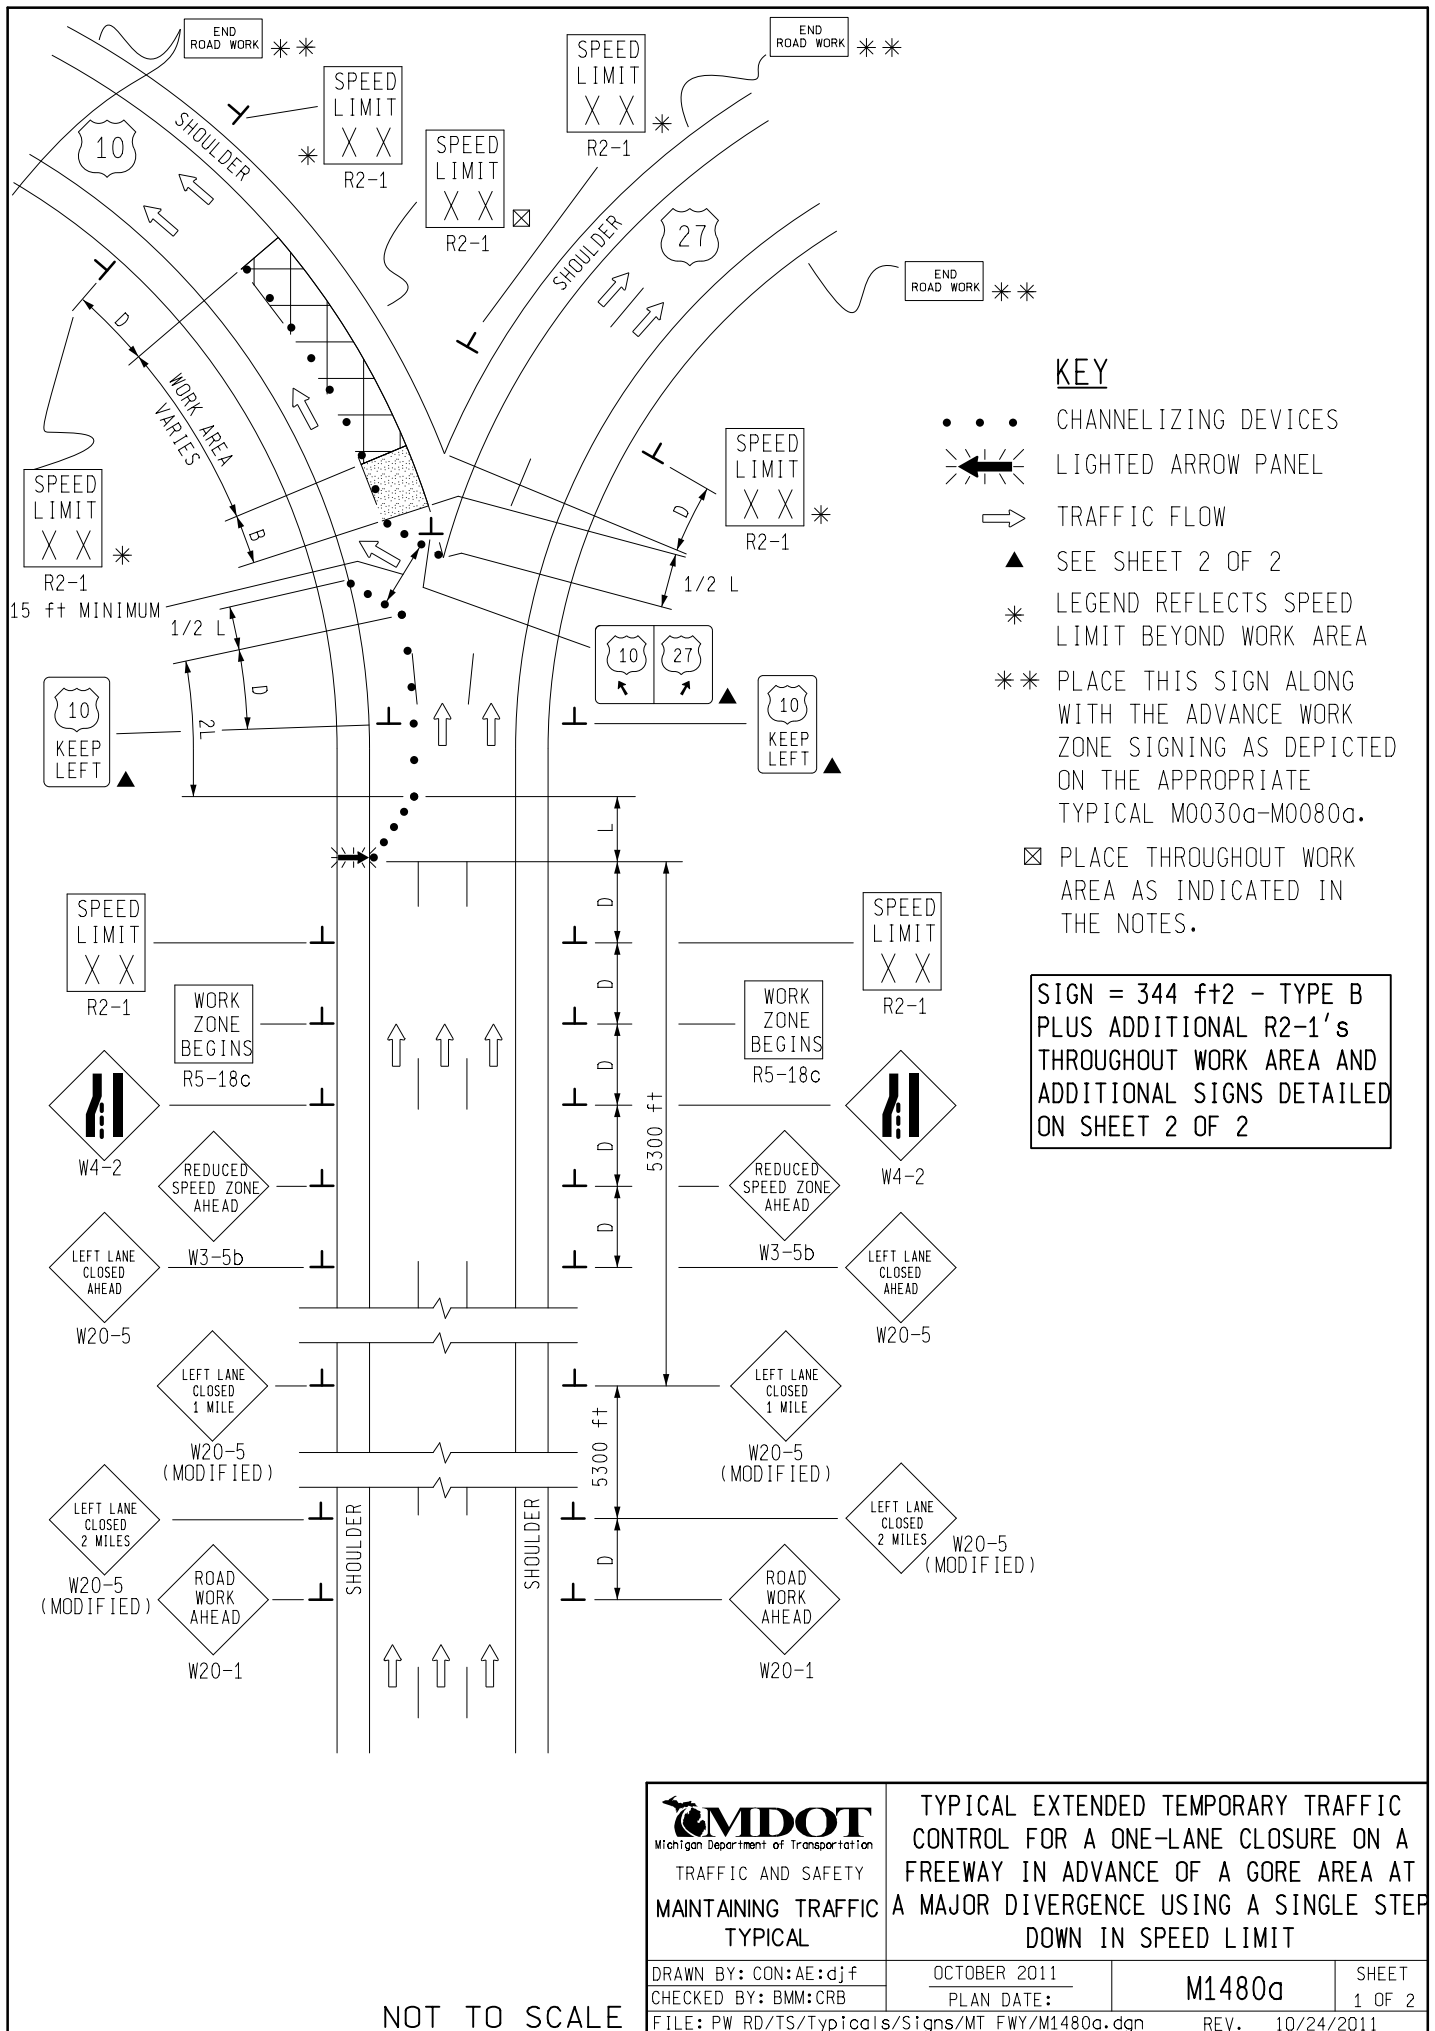 END
ROAD WORK
**
END
ROAD WORK
**
SPEED
LIMIT
X X
*
R2-1
SPEED
LIMIT
X X
*
R2-1
SPEED
LIMIT
X X
R2-1
10
SHOULDER
SHOULDER
27
END
ROAD WORK
**
D
WORK AREA
VARIES
B
SPEED
LIMIT
X X
*
R2-1
SPEED
LIMIT
X X
*
R2-1
D
1/2 L
15 ft MINIMUM
1/2 L
D
2L
10
27
10
KEEP
LEFT
10
KEEP
LEFT
KEY
CHANNELIZING DEVICES
LIGHTED ARROW PANEL
TRAFFIC FLOW
▲ SEE SHEET 2 OF 2
* LEGEND REFLECTS SPEED
LIMIT BEYOND WORK AREA
** PLACE THIS SIGN ALONG
WITH THE ADVANCE WORK
ZONE SIGNING AS DEPICTED
ON THE APPROPRIATE
TYPICAL M0030a-M0080a.
☒ PLACE THROUGHOUT WORK
AREA AS INDICATED IN
THE NOTES.
SIGN = 344 ft2 - TYPE B
PLUS ADDITIONAL R2-1's
THROUGHOUT WORK AREA AND
ADDITIONAL SIGNS DETAILED
ON SHEET 2 OF 2
L
D
D
D
D
D
5300 ft
SPEED
LIMIT
X X
R2-1
SPEED
LIMIT
X X
R2-1
WORK
ZONE
BEGINS
R5-18c
WORK
ZONE
BEGINS
R5-18c
W4-2
W4-2
REDUCED
SPEED ZONE
AHEAD
W3-5b
REDUCED
SPEED ZONE
AHEAD
W3-5b
LEFT LANE
CLOSED
AHEAD
W20-5
LEFT LANE
CLOSED
AHEAD
W20-5
LEFT LANE
CLOSED
1 MILE
W20-5
(MODIFIED)
LEFT LANE
CLOSED
1 MILE
W20-5
(MODIFIED)
5300 ft
LEFT LANE
CLOSED
2 MILES
W20-5
(MODIFIED)
LEFT LANE
CLOSED
2 MILES
W20-5
(MODIFIED)
SHOULDER
SHOULDER
D
ROAD
WORK
AHEAD
W20-1
ROAD
WORK
AHEAD
W20-1
NOT TO SCALE
MDOT
Michigan Department of Transportation
TRAFFIC AND SAFETY
MAINTAINING TRAFFIC
TYPICAL
TYPICAL EXTENDED TEMPORARY TRAFFIC
CONTROL FOR A ONE-LANE CLOSURE ON A
FREEWAY IN ADVANCE OF A GORE AREA AT
A MAJOR DIVERGENCE USING A SINGLE STEP
DOWN IN SPEED LIMIT
DRAWN BY: CON:AE:djf
CHECKED BY: BMM:CRB
OCTOBER 2011
PLAN DATE:
M1480a
SHEET
1 OF 2
FILE: PW RD/TS/Typicals/Signs/MT FWY/M1480a.dgn
REV. 10/24/2011